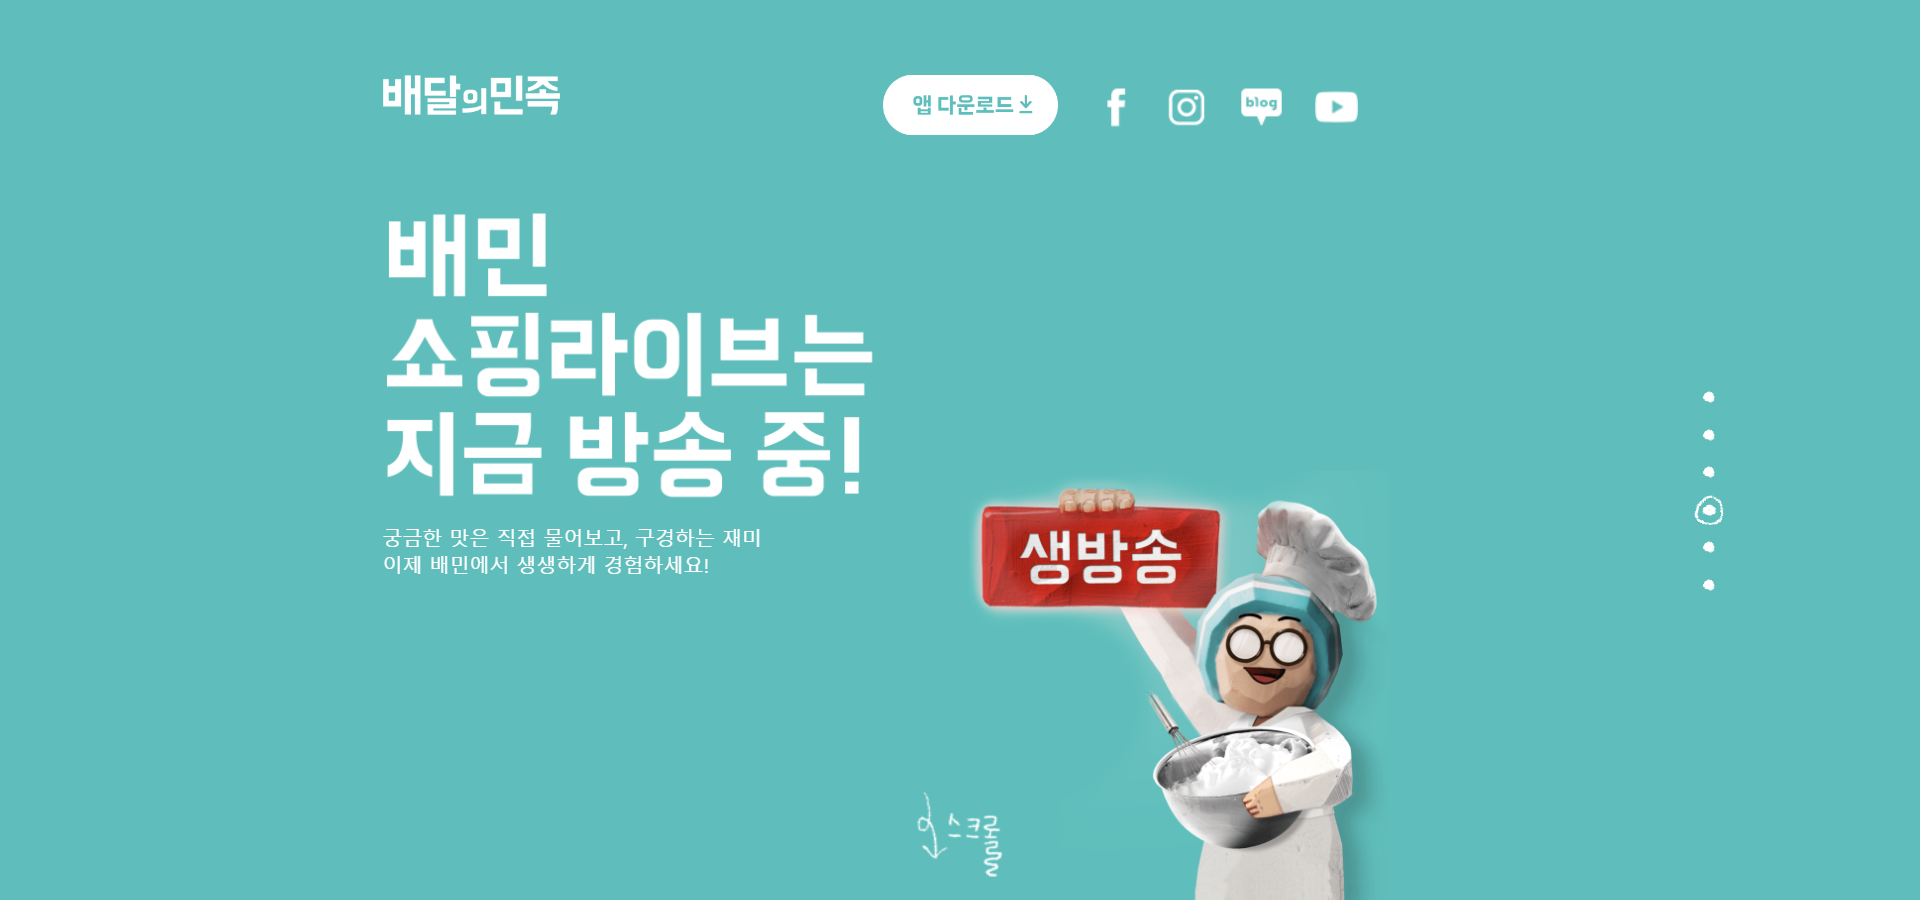 배달의민족
앱 다운로드
blog
배민
쇼핑라이브는
지금 방송 중!
궁금한 맛은 직접 물어보고, 구경하는 재미
이제 배민에서 생생하게 경험하세요!
생방송
스크롤